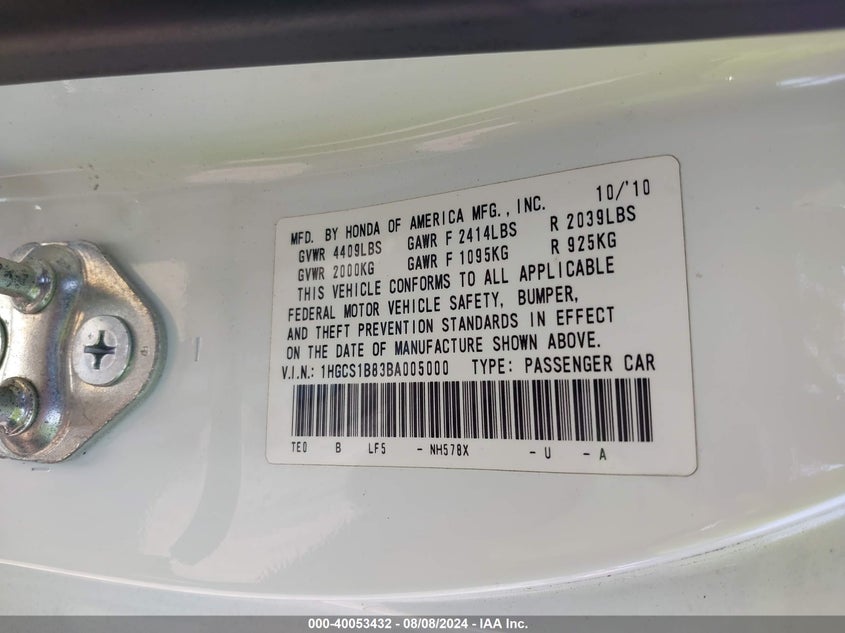 MFD. BY HONDA OF AMERICA MFG., INC. 10/'10
GVWR 4409LBS GAWR F 2414LBS R 2039LBS
GVWR 2000KG GAWR F 1095KG R 925KG
THIS VEHICLE CONFORMS TO ALL APPLICABLE
FEDERAL MOTOR VEHICLE SAFETY, BUMPER,
AND THEFT PREVENTION STANDARDS IN EFFECT
ON THE DATE OF MANUFACTURE SHOWN ABOVE.
V.I.N.: 1HGCS1B83BA005000 TYPE: PASSENGER CAR
TE0 B LF5 - NH578X - U - A
000-40053432 - 08/08/2024 - IAA Inc.